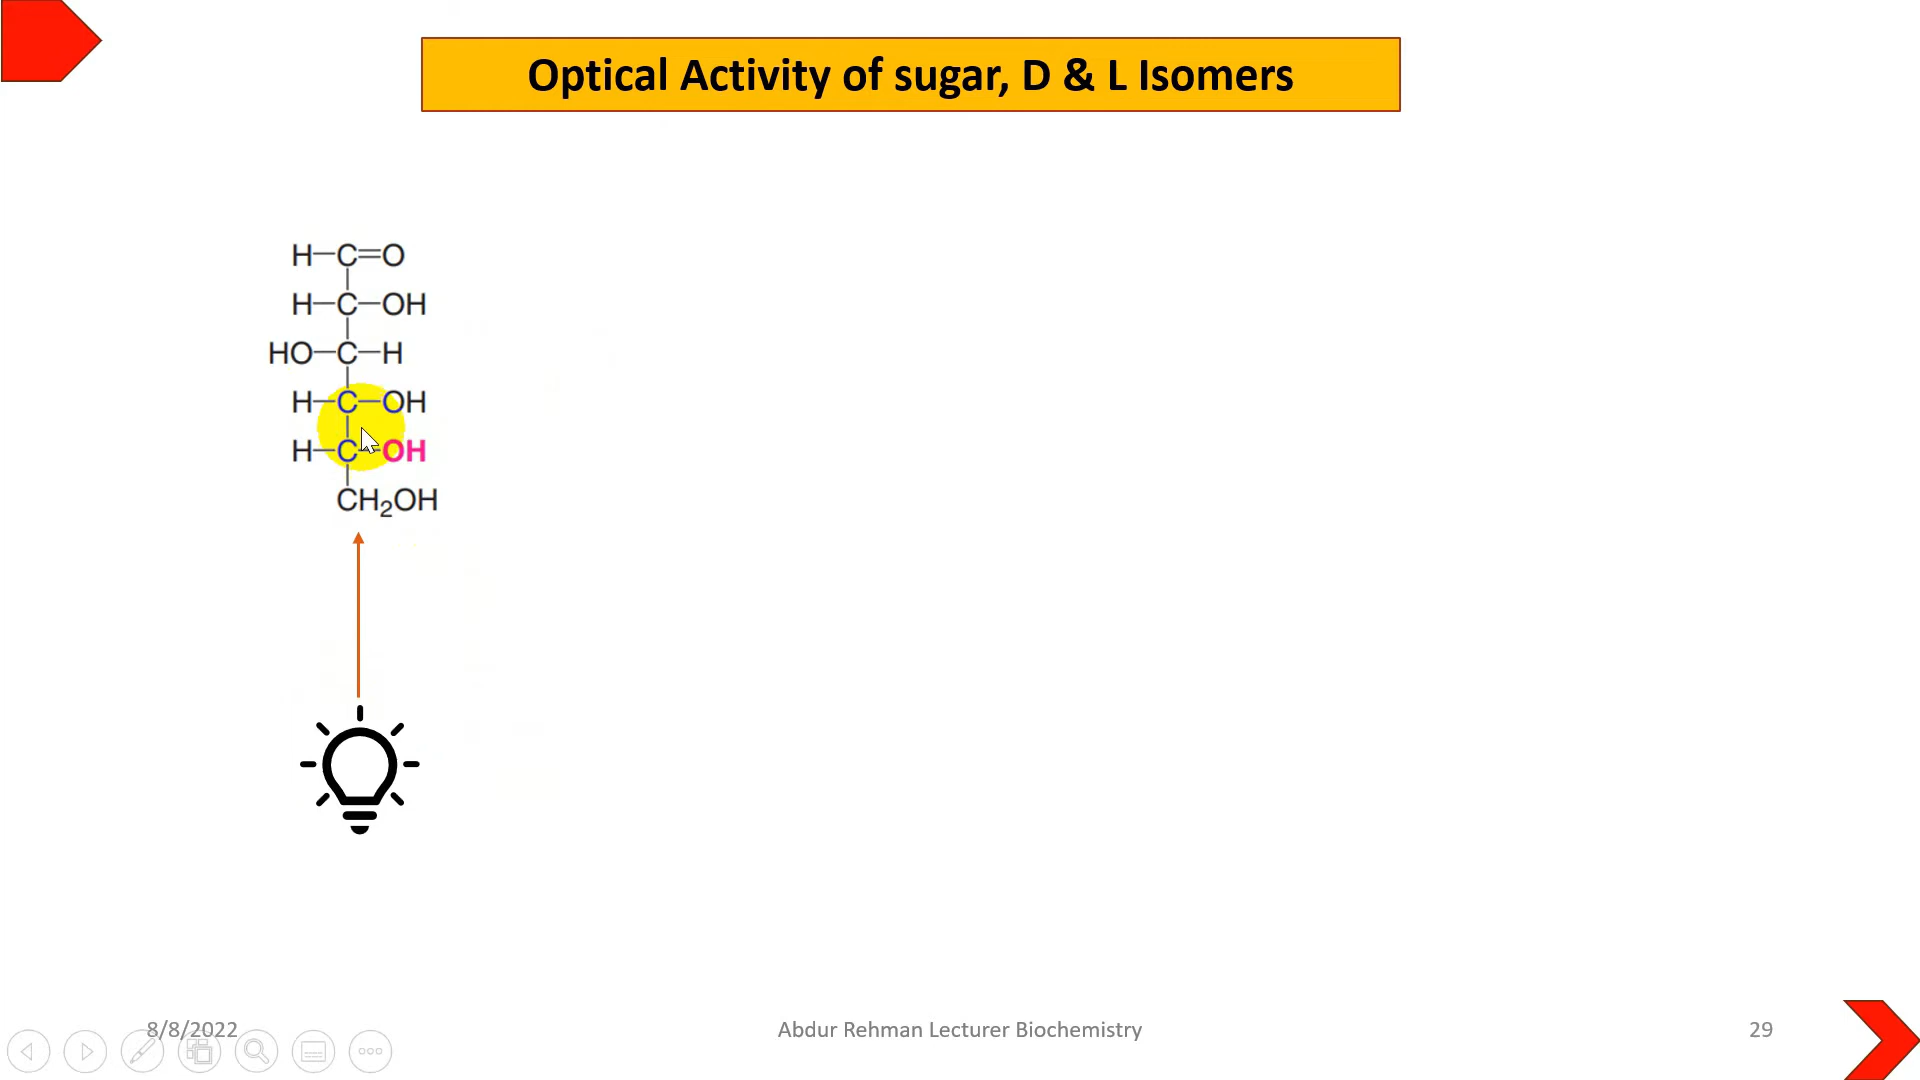 Optical Activity of sugar, D & L Isomers
H—C=O
H—C—OH
HO—C—H
H—C—OH
H—C—OH
CH₂OH
8/8/2022
Abdur Rehman Lecturer Biochemistry
29